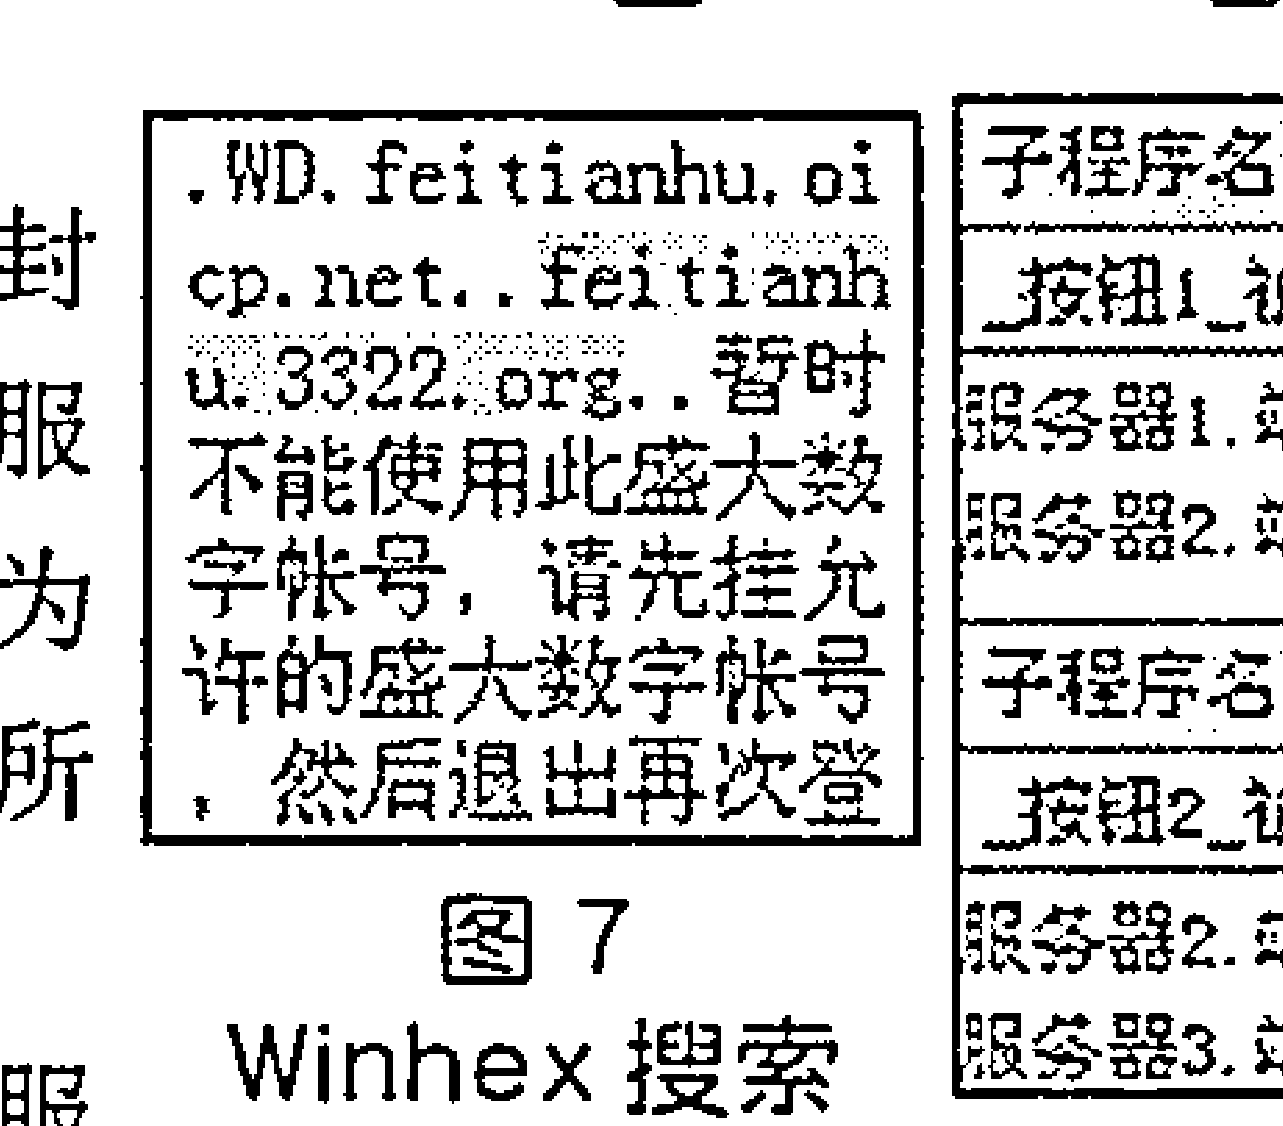 封
服
为
所
服
.WD.feitianhu.oi
cp.net..feitianh
u.3322.org..暂时
不能使用此盛大数
字帐号，请先挂允
许的盛大数字帐号
，然后退出再次登
图 7
Winhex 搜索
子程序名
_按钮1_
服务器1.
服务器2.
子程序名
_按钮2_
服务器2.
服务器3.